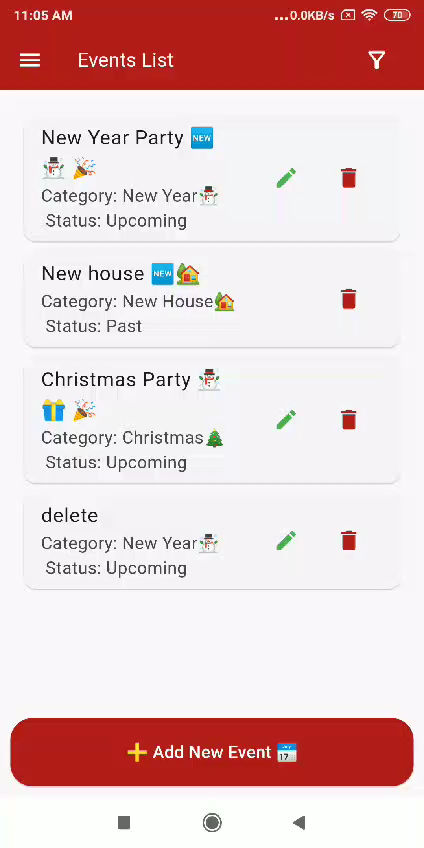 11:05 AM ...0.0KB/s 70
Events List
New Year Party 🆕
⛄ 🎉
Category: New Year⛄
Status: Upcoming
New house 🆕🏡
Category: New House🏡
Status: Past
Christmas Party ⛄
🎁 🎉
Category: Christmas🎄
Status: Upcoming
delete
Category: New Year⛄
Status: Upcoming
➕ Add New Event 📅